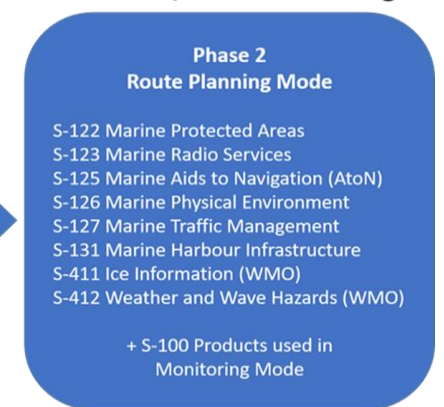 Phase 2
Route Planning Mode
S-122 Marine Protected Areas
S-123 Marine Radio Services
S-125 Marine Aids to Navigation (AtoN)
S-126 Marine Physical Environment
S-127 Marine Traffic Management
S-131 Marine Harbour Infrastructure
S-411 Ice Information (WMO)
S-412 Weather and Wave Hazards (WMO)
+ S-100 Products used in
Monitoring Mode